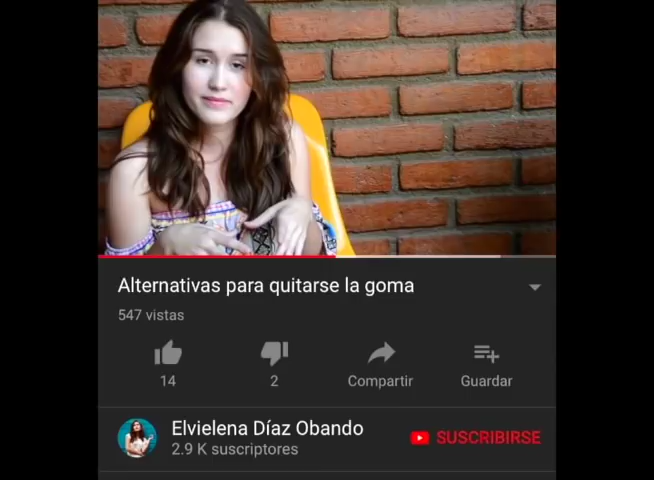 Alternativas para quitarse la goma
547 vistas
14
2
Compartir
Guardar
Elvielena Díaz Obando
2.9 K suscriptores
SUSCRIBIRSE